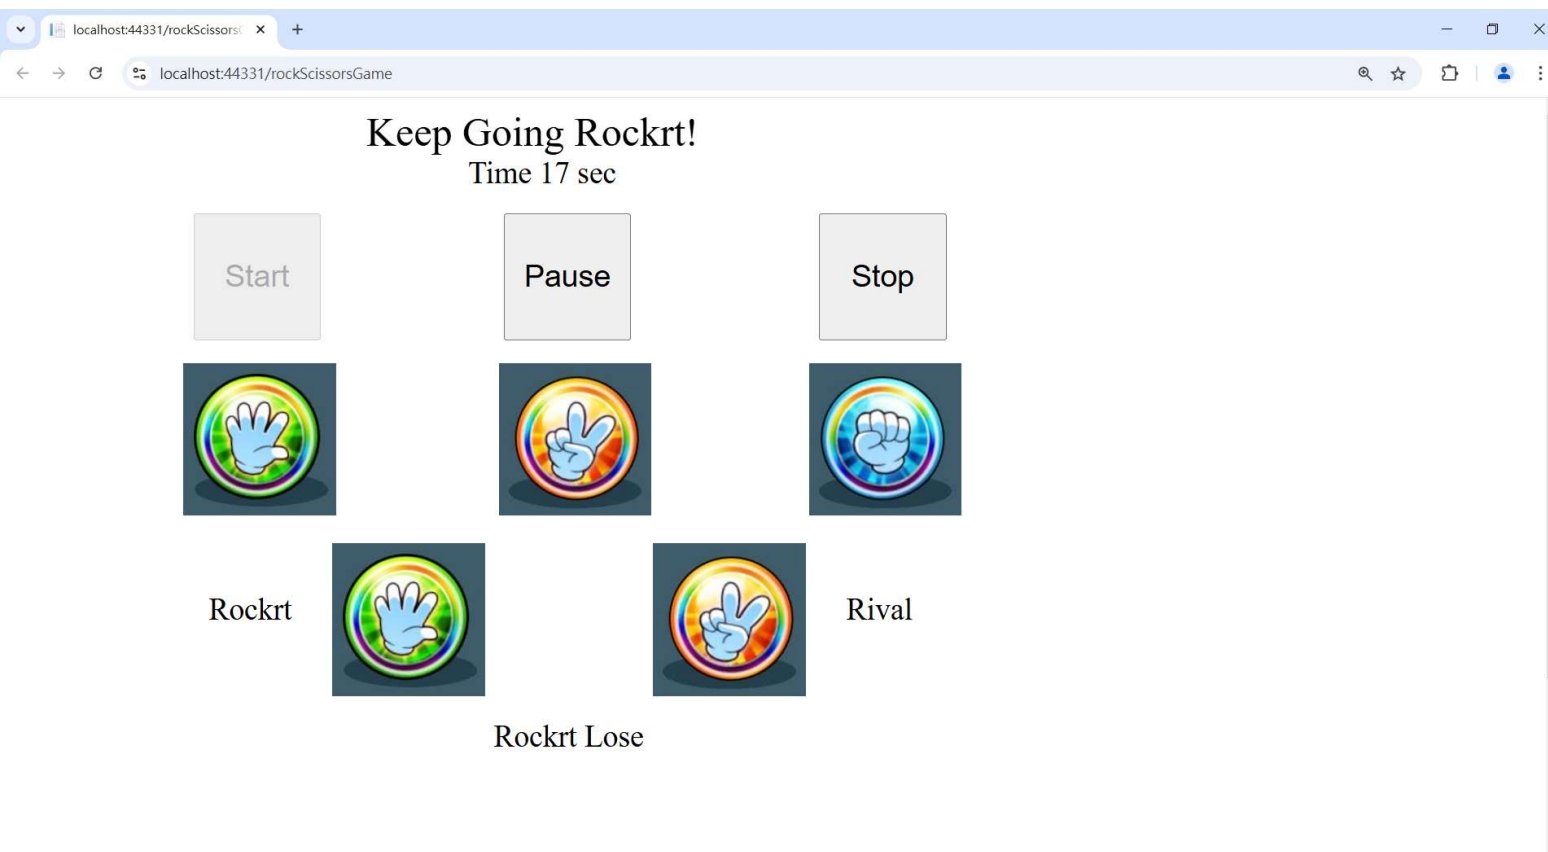 localhost:44331/rockScissors
localhost:44331/rockScissorsGame
Keep Going Rockrt!
Time 17 sec
Start Pause Stop
Rockrt Rival
Rockrt Lose